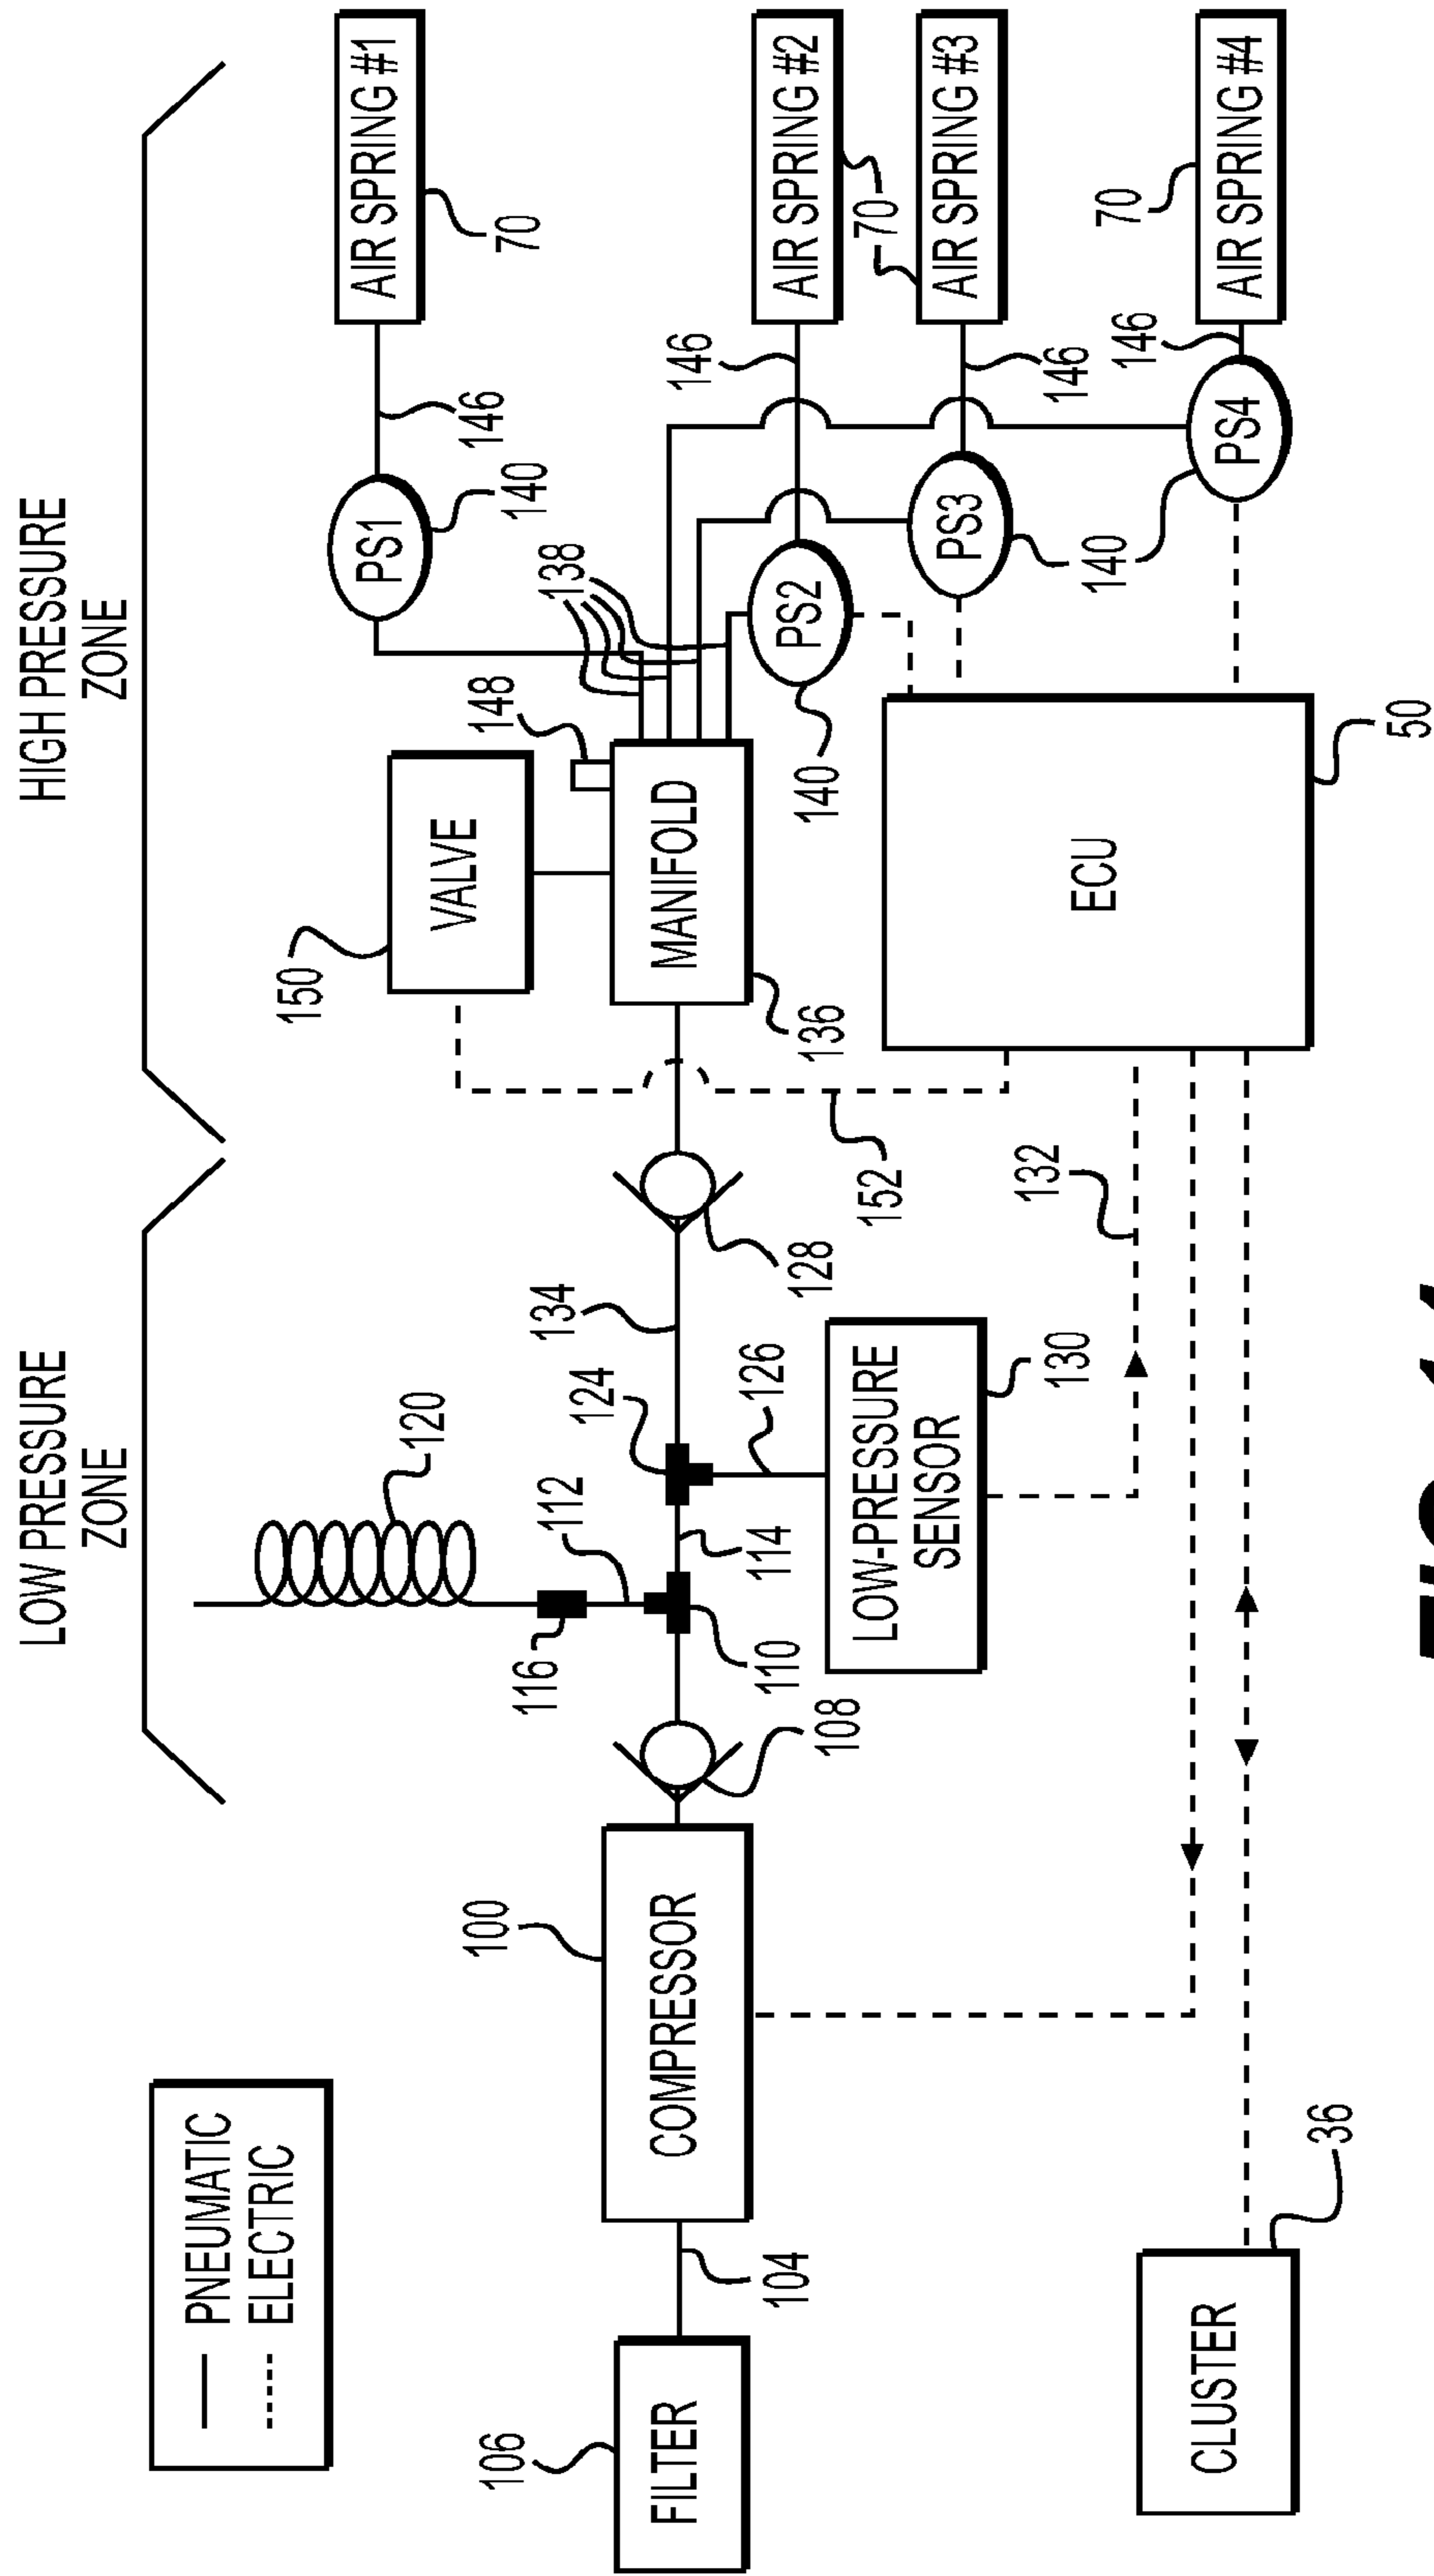 LOW PRESSURE
ZONE
HIGH PRESSURE
ZONE
PNEUMATIC
ELECTRIC
106
FILTER
104
100
COMPRESSOR
108
116
112
110
120
114
124
126
134
128
LOW-PRESSURE
SENSOR
130
132
152
150
VALVE
148
MANIFOLD
136
138
PS1
140
146
AIR SPRING #1
70
PS2
140
146
AIR SPRING #2
70
PS3
140
146
AIR SPRING #3
PS4
146
AIR SPRING #4
70
ECU
50
CLUSTER
36